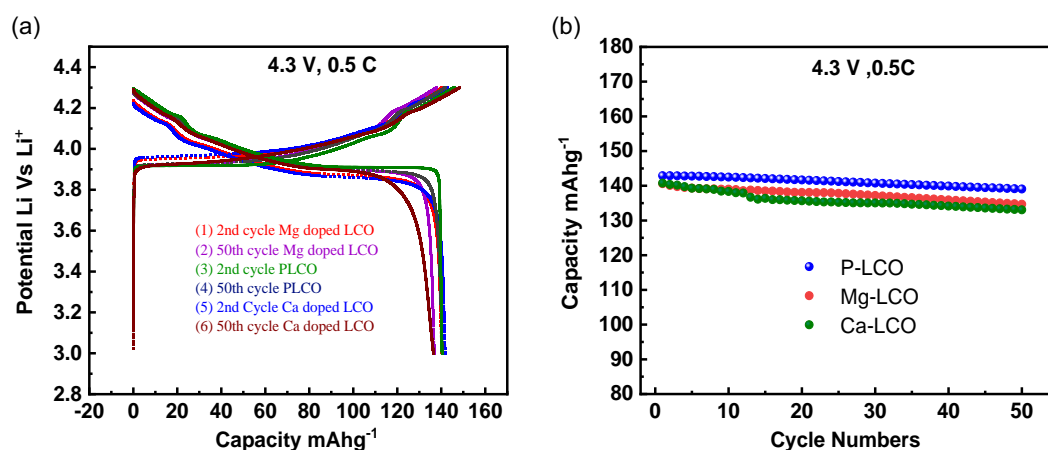 (a)
4.3 V, 0.5 C
4.4
4.2
4.0
3.8
3.6
3.4
3.2
3.0
2.8
Potential Li Vs Li⁺
(1) 2nd cycle Mg doped LCO
(2) 50th cycle Mg doped LCO
(3) 2nd cycle PLCO
(4) 50th cycle PLCO
(5) 2nd Cycle Ca doped LCO
(6) 50th cycle Ca doped LCO
-20 0 20 40 60 80 100 120 140 160
Capacity mAhg⁻¹
(b)
4.3 V ,0.5C
180
170
160
150
140
130
120
110
100
90
80
Capacity mAhg⁻¹
P-LCO
Mg-LCO
Ca-LCO
0 10 20 30 40 50
Cycle Numbers